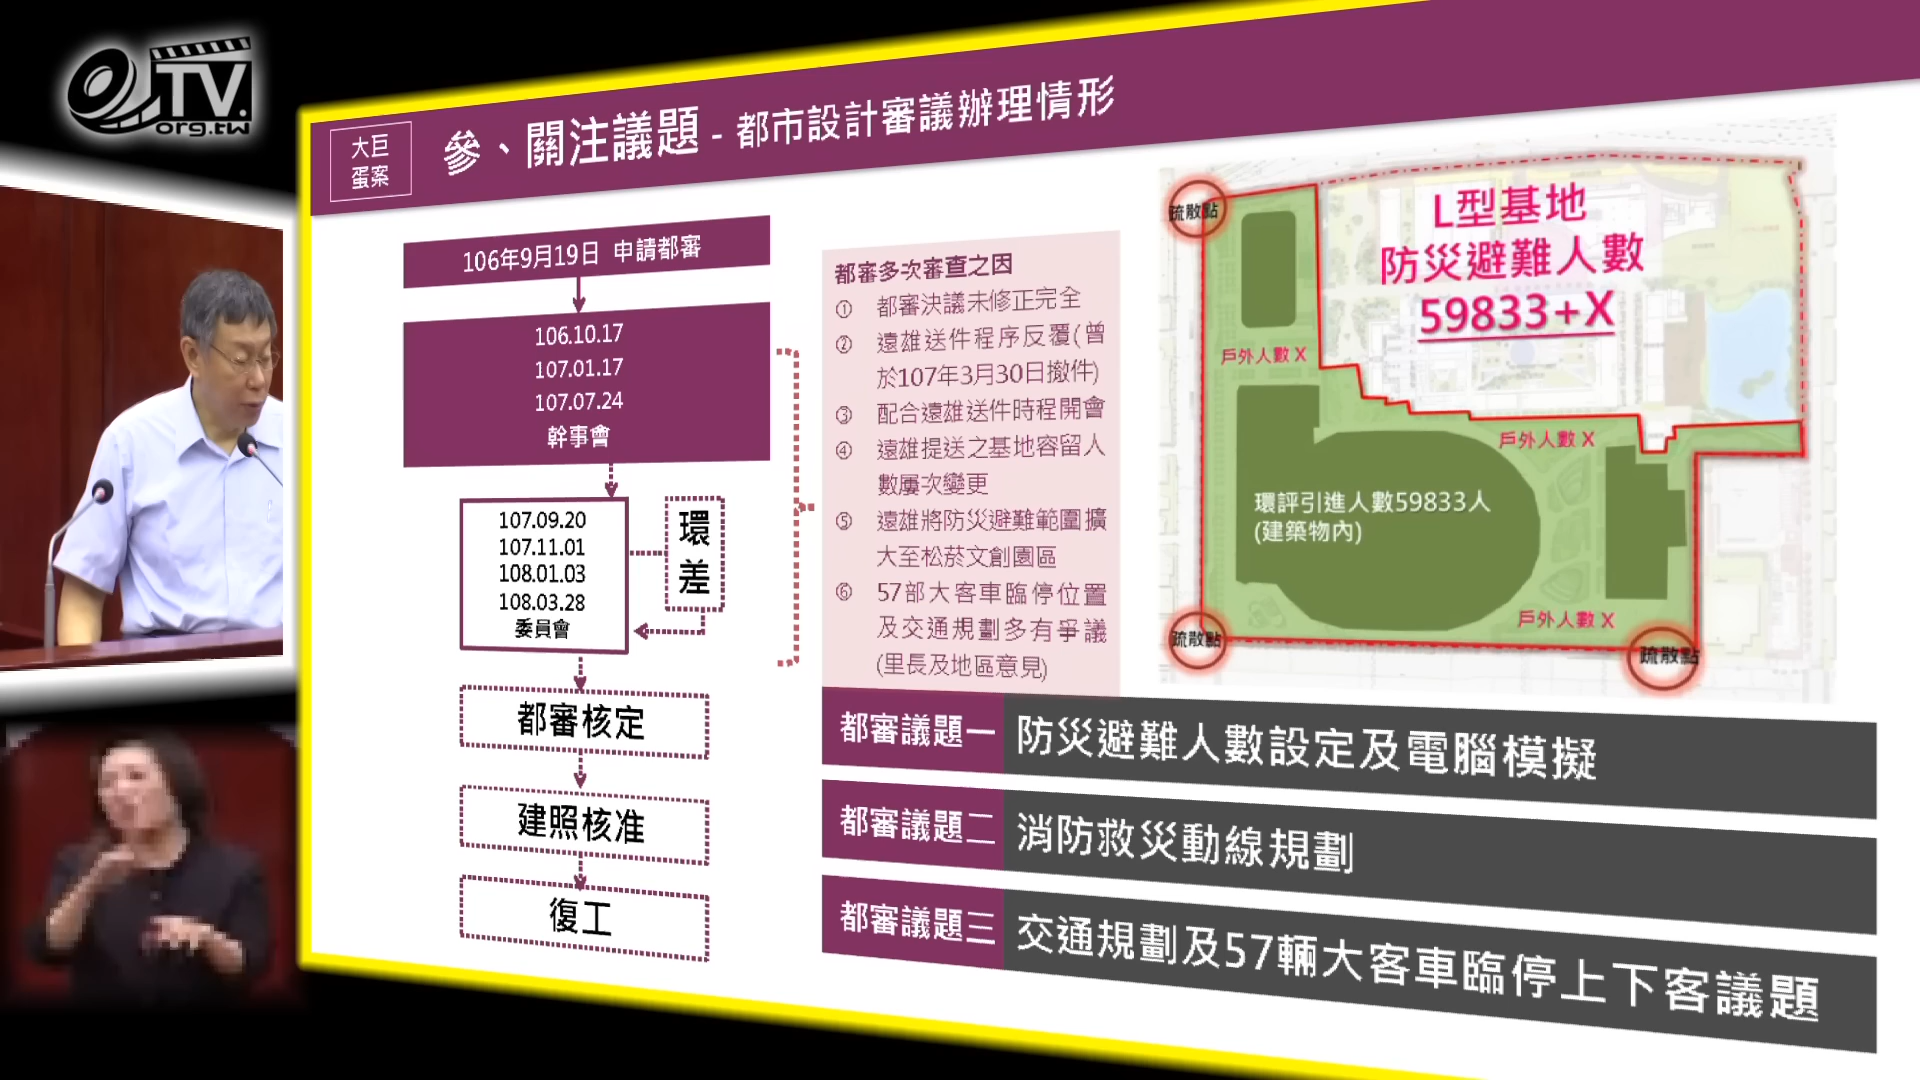 TV.
org.tw
大巨
蛋案
參、關注議題 - 都市設計審議辦理情形
106年9月19日 申請都審
106.10.17
107.01.17
107.07.24
幹事會
107.09.20
107.11.01
108.01.03
108.03.28
委員會
環
差
都審核定
建照核准
復工
都審多次審查之因
① 都審決議未修正完全
② 遠雄送件程序反覆(曾
於107年3月30日撤件)
③ 配合遠雄送件時程開會
④ 遠雄提送之基地容留人
數屢次變更
⑤ 遠雄將防災避難範圍擴
大至松菸文創園區
⑥ 57部大客車臨停位置
及交通規劃多有爭議
(里長及地區意見)
疏散點
L型基地
防災避難人數
59833+X
戶外人數 X
戶外人數 X
環評引進人數59833人
(建築物內)
戶外人數 X
疏散點
疏散點
都審議題一 防災避難人數設定及電腦模擬
都審議題二 消防救災動線規劃
都審議題三 交通規劃及57輛大客車臨停上下客議題